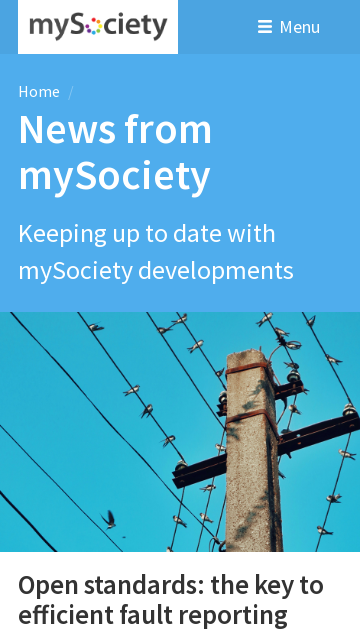 mySociety
Menu
Home /
News from
mySociety
Keeping up to date with
mySociety developments
Open standards: the key to
efficient fault reporting